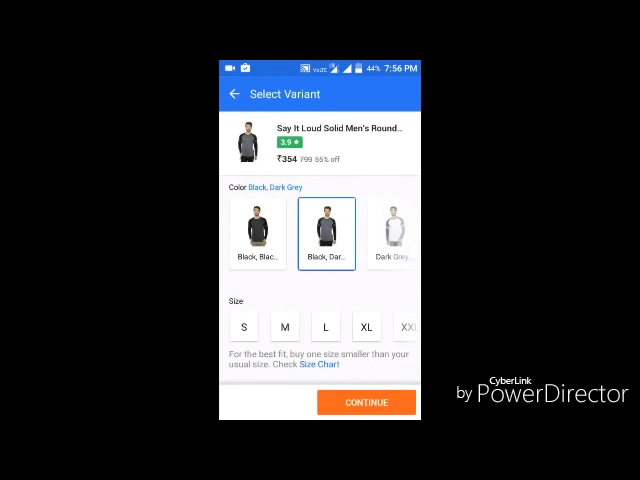 VoLTE 44% 7:56 PM
Select Variant
Say It Loud Solid Men's Round...
3.9 ★
₹354 799 55% off
Color Black, Dark Grey
Black, Blac...
Black, Dar...
Dark Grey,
Size
S M L XL XXL
For the best fit, buy one size smaller than your
usual size. Check Size Chart
CONTINUE
CyberLink
by PowerDirector